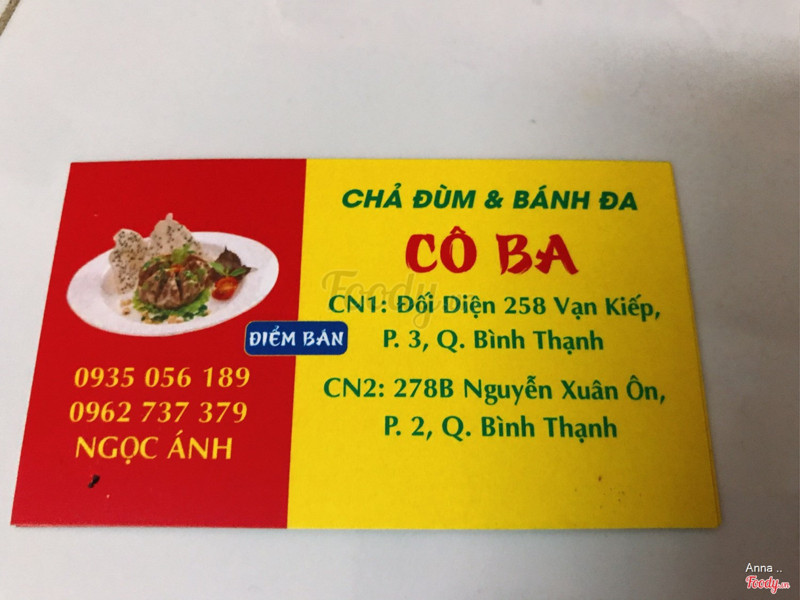 CHẢ ĐÙM & BÁNH ĐA
CÔ BA
CN1: Đối Diện 258 Vạn Kiếp,
P. 3, Q. Bình Thạnh
CN2: 278B Nguyễn Xuân Ôn,
P. 2, Q. Bình Thạnh
ĐIỂM BÁN
0935 056 189
0962 737 379
NGỌC ÁNH
Foody
Anna ..
Foody.vn